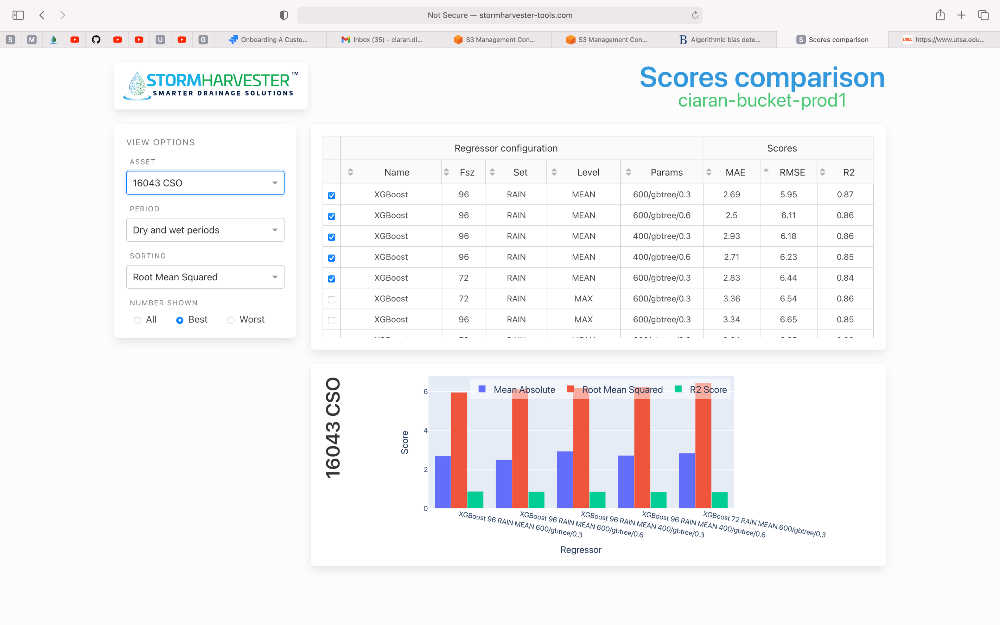 Not Secure — stormharvester-tools.com
S
M
U
G
Onboarding A Custo...
Inbox (35) - ciaran.di...
S3 Management Con...
S3 Management Con...
B Algorithmic bias dete...
S Scores comparison
UTSA https://www.utsa.edu...
STORMHARVESTER™
SMARTER DRAINAGE SOLUTIONS
Scores comparison
ciaran-bucket-prod1
VIEW OPTIONS
ASSET
16043 CSO
PERIOD
Dry and wet periods
SORTING
Root Mean Squared
NUMBER SHOWN
All Best Worst
Regressor configuration Scores
Name Fsz Set Level Params MAE RMSE R2
XGBoost 96 RAIN MEAN 600/gbtree/0.3 2.69 5.95 0.87
XGBoost 96 RAIN MEAN 600/gbtree/0.6 2.5 6.11 0.86
XGBoost 96 RAIN MEAN 400/gbtree/0.3 2.93 6.18 0.86
XGBoost 96 RAIN MEAN 400/gbtree/0.6 2.71 6.23 0.85
XGBoost 72 RAIN MEAN 600/gbtree/0.3 2.83 6.44 0.84
XGBoost 72 RAIN MAX 600/gbtree/0.3 3.36 6.54 0.86
XGBoost 96 RAIN MAX 600/gbtree/0.3 3.34 6.65 0.85
16043 CSO
Mean Absolute Root Mean Squared R2 Score
6
4
2
0
Score
XGBoost 96 RAIN MEAN 600/gbtree/0.3
XGBoost 96 RAIN MEAN 600/gbtree/0.6
XGBoost 96 RAIN MEAN 400/gbtree/0.3
XGBoost 96 RAIN MEAN 400/gbtree/0.6
XGBoost 72 RAIN MEAN 600/gbtree/0.3
Regressor